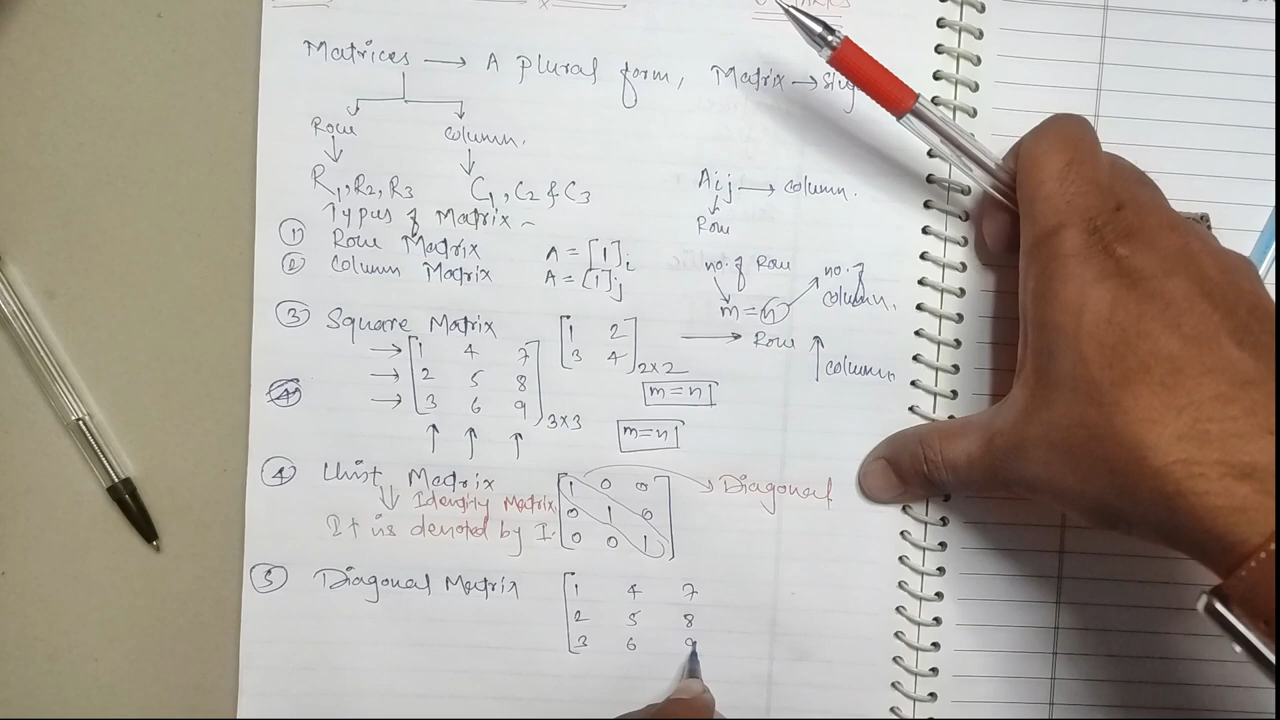 Matrices → A plural form, Matrix →
Row column.
R1, R2, R3 C1, C2 & C3
Aij → column.
Row
Types of Matrix -
① Row Matrix A = [1]i
② Column Matrix A = [1]j
no. of Row no. of column.
m = n
③ Square Matrix
1 2
3 4 2×2
→ Row
column.
m = n
1 4 7
2 5 8
3 6 9 3×3
m = n
④ Unit Matrix
Identity Matrix
It is denoted by I.
1 0 0
0 1 0
0 0 1
Diagonal
⑤ Diagonal Matrix
1 4 7
2 5 8
3 6 9